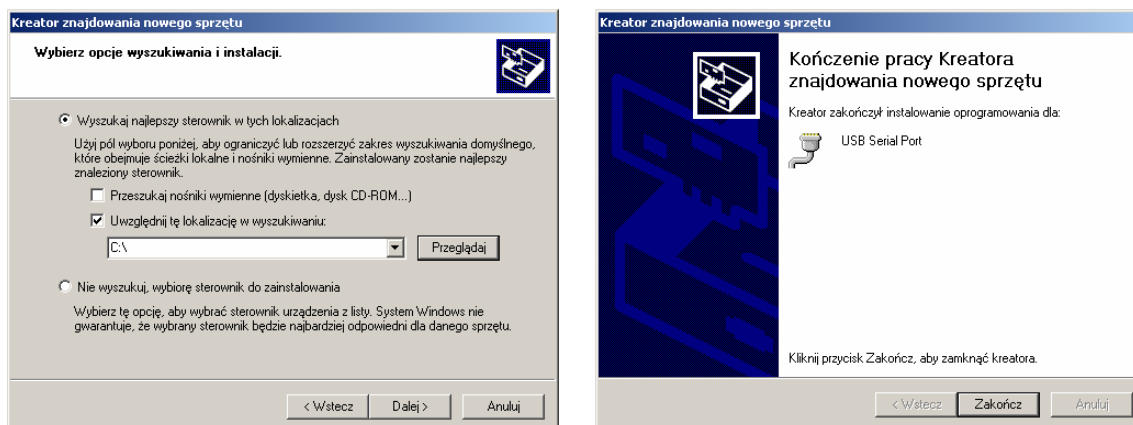 Kreator znajdowania nowego sprzętu
Wybierz opcje wyszukiwania i instalacji.
Wyszukaj najlepszy sterownik w tych lokalizacjach
Użyj pól wyboru poniżej, aby ograniczyć lub rozszerzyć zakres wyszukiwania domyślnego,
które obejmuje ścieżki lokalne i nośniki wymienne. Zainstalowany zostanie najlepszy
znaleziony sterownik.
Przeszukaj nośniki wymienne (dyskietka, dysk CD-ROM...)
Uwzględnij tę lokalizację w wyszukiwaniu:
C:\
Przeglądaj
Nie wyszukuj, wybiorę sterownik do zainstalowania
Wybierz tę opcję, aby wybrać sterownik urządzenia z listy. System Windows nie
gwarantuje, że wybrany sterownik będzie najbardziej odpowiedni dla danego sprzętu.
< Wstecz
Dalej >
Anuluj
Kreator znajdowania nowego sprzętu
Kończenie pracy Kreatora
znajdowania nowego sprzętu
Kreator zakończył instalowanie oprogramowania dla:
USB Serial Port
Kliknij przycisk Zakończ, aby zamknąć kreatora.
< Wstecz
Zakończ
Anuluj